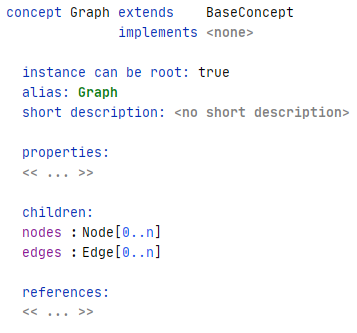 concept Graph extends BaseConcept
implements <none>
instance can be root: true
alias: Graph
short description: <no short description>
properties:
<< ... >>
children:
nodes : Node[0..n]
edges : Edge[0..n]
references:
<< ... >>